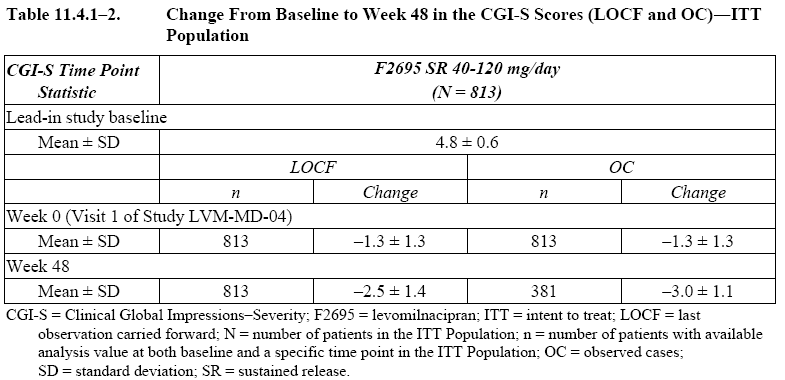 Table 11.4.1–2. Change From Baseline to Week 48 in the CGI-S Scores (LOCF and OC)—ITT
Population
CGI-S Time Point F2695 SR 40-120 mg/day
Statistic (N = 813)
Lead-in study baseline
Mean ± SD 4.8 ± 0.6
LOCF OC
n Change n Change
Week 0 (Visit 1 of Study LVM-MD-04)
Mean ± SD 813 –1.3 ± 1.3 813 –1.3 ± 1.3
Week 48
Mean ± SD 813 –2.5 ± 1.4 381 –3.0 ± 1.1
CGI-S = Clinical Global Impressions–Severity; F2695 = levomilnacipran; ITT = intent to treat; LOCF = last
observation carried forward; N = number of patients in the ITT Population; n = number of patients with available
analysis value at both baseline and a specific time point in the ITT Population; OC = observed cases;
SD = standard deviation; SR = sustained release.